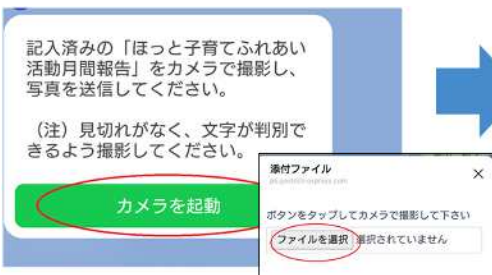 記入済みの「ほっと子育てふれあい
活動月間報告」をカメラで撮影し、
写真を送信してください。
（注）見切れがなく、文字が判別で
きるよう撮影してください。
カメラを起動
添付ファイル
×
ボタンをタップしてカメラで撮影して下さい
ファイルを選択 選択されていません